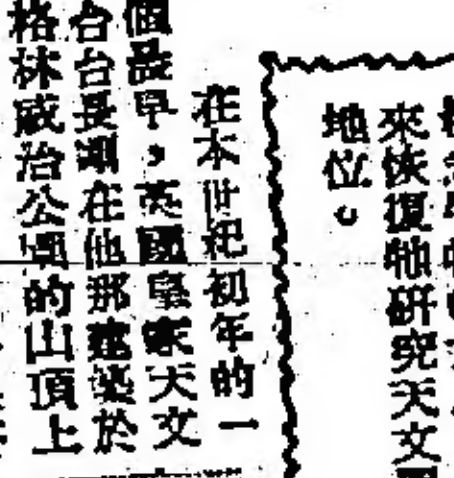 來恢復牠研究天文
地位。
在本世紀初年的一
個最早，英國皇家天文
台台長瀕在他那建築於
格林威治公園的山頂上